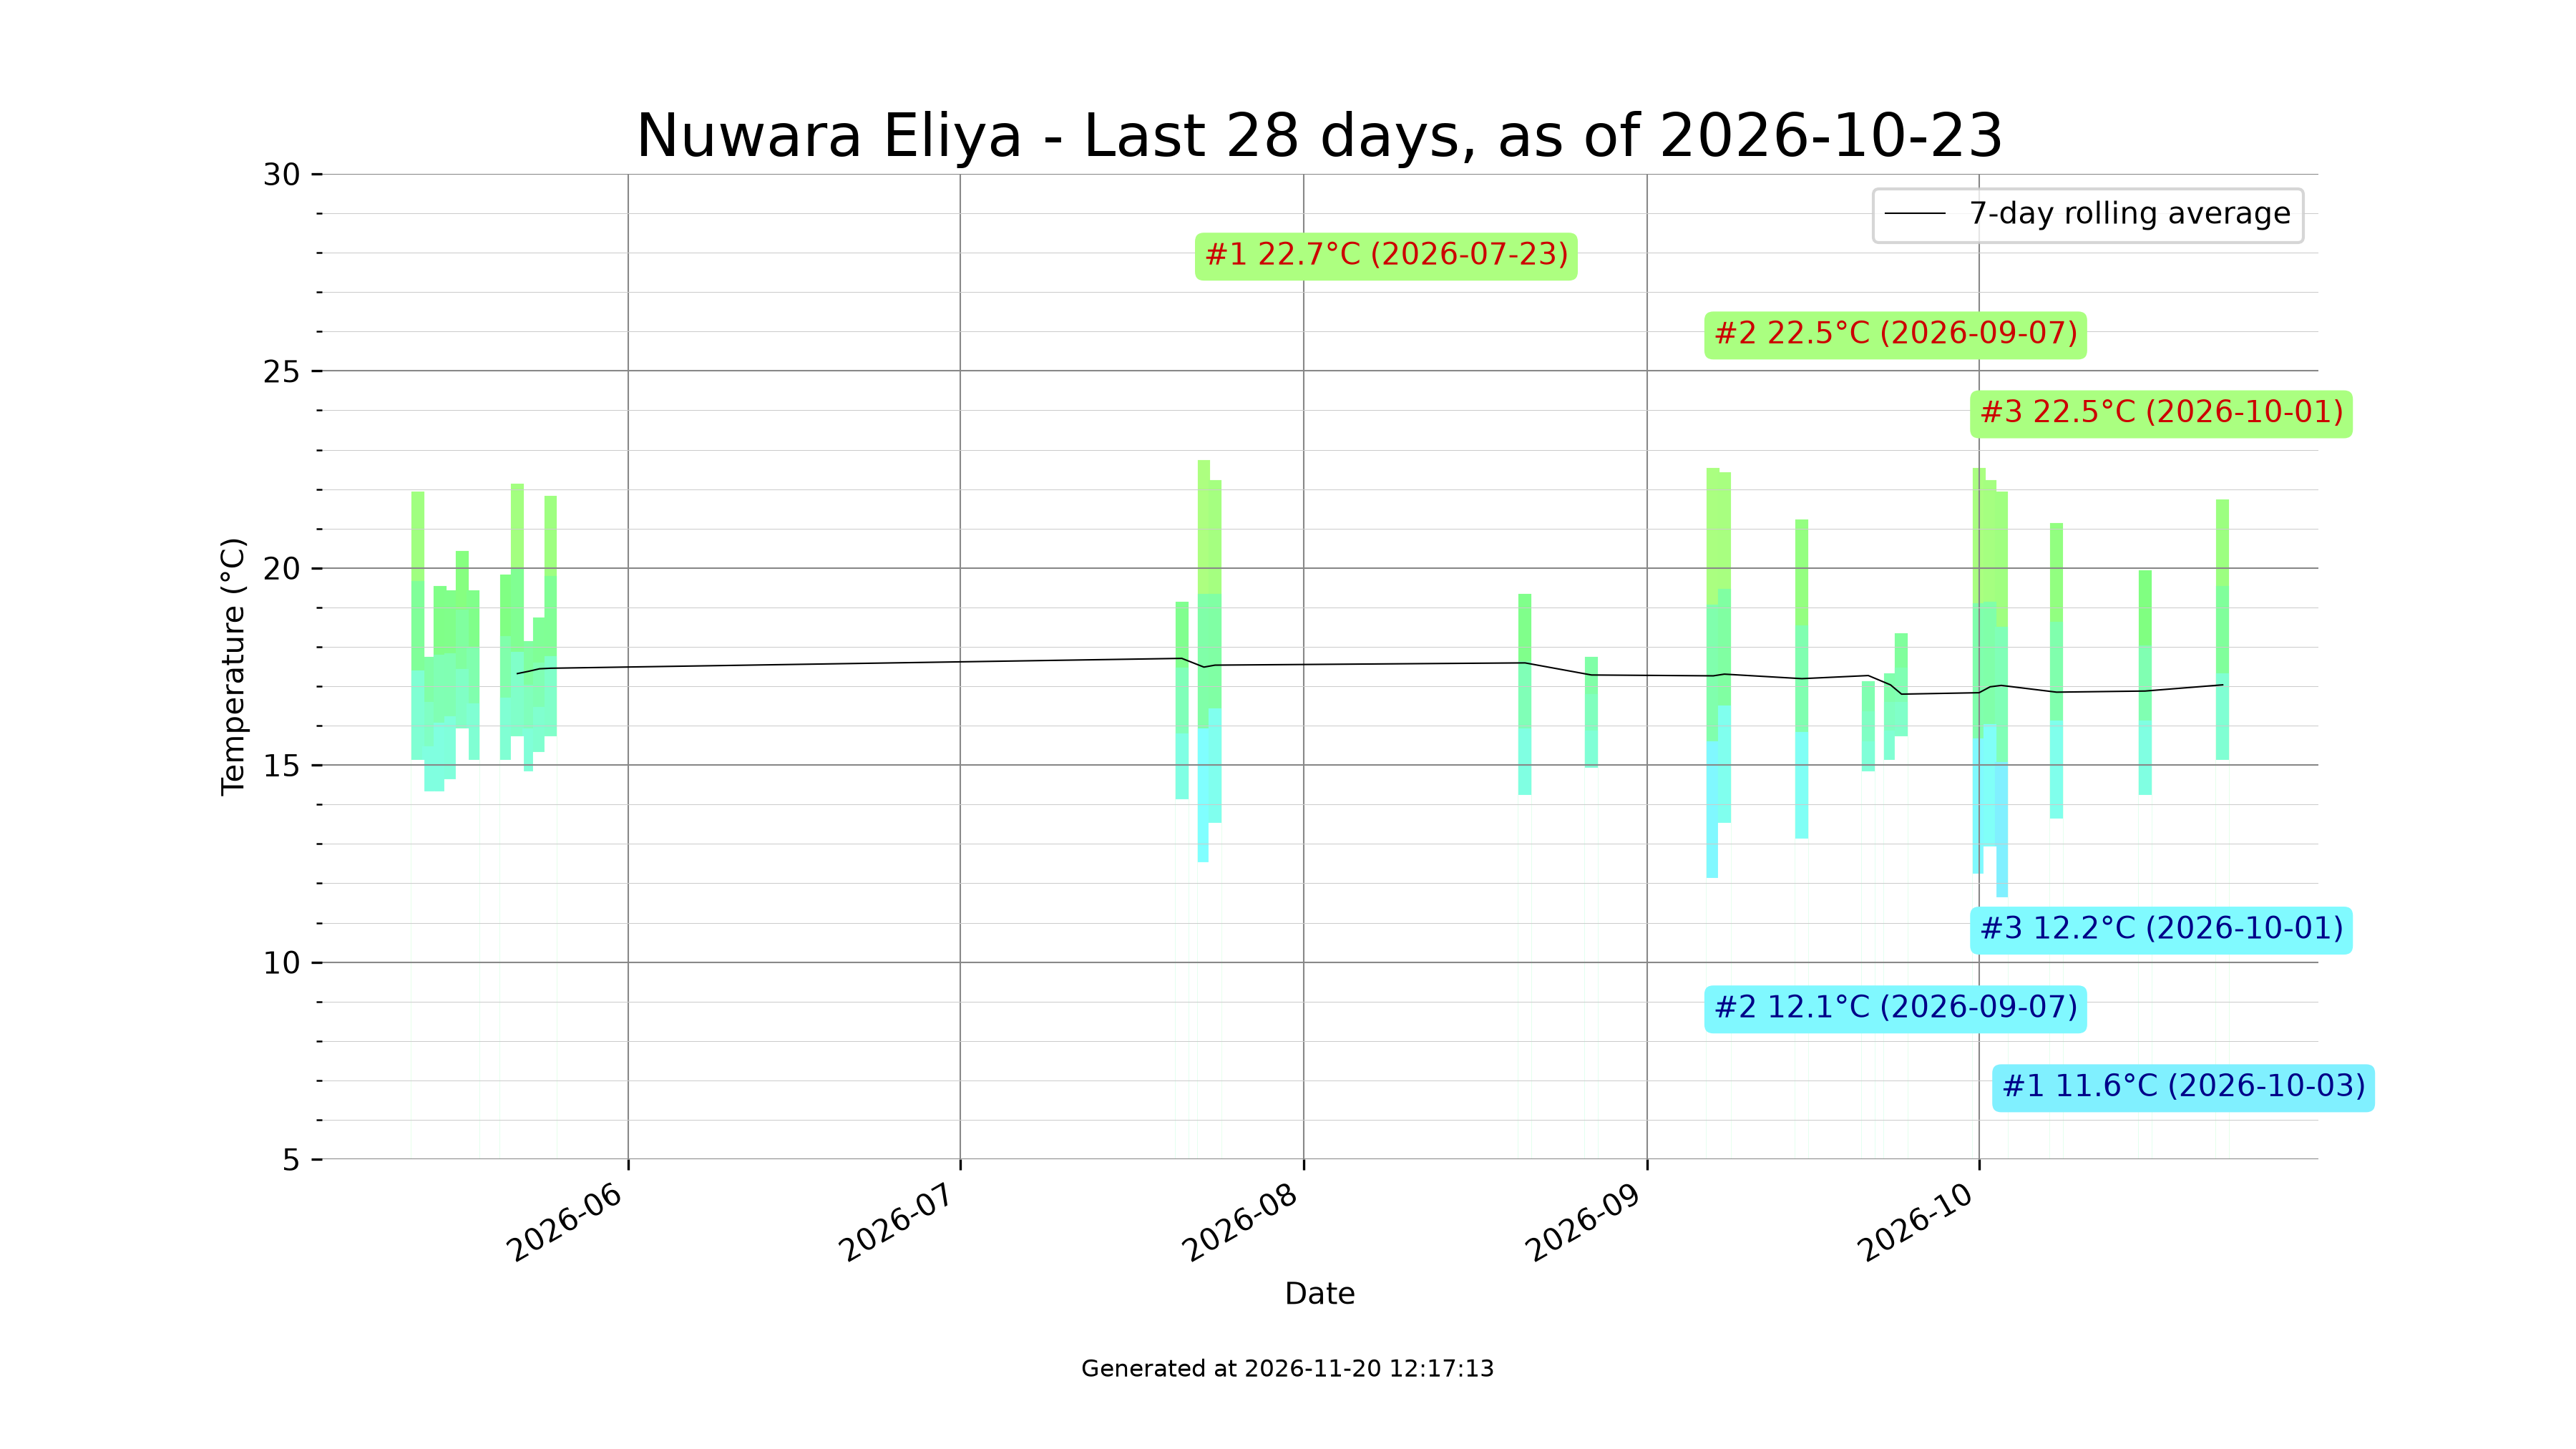 Nuwara Eliya - Last 28 days, as of 2026-10-23
30
7-day rolling average
#1 22.7°C (2026-07-23)
#2 22.5°C (2026-09-07)
25
#3 22.5°C (2026-10-01)
20
Temperature (°C)
15
#3 12.2°C (2026-10-01)
10
#2 12.1°C (2026-09-07)
#1 11.6°C (2026-10-03)
5
2026-06
2026-07
2026-08
2026-09
2026-10
Date
Generated at 2026-11-20 12:17:13